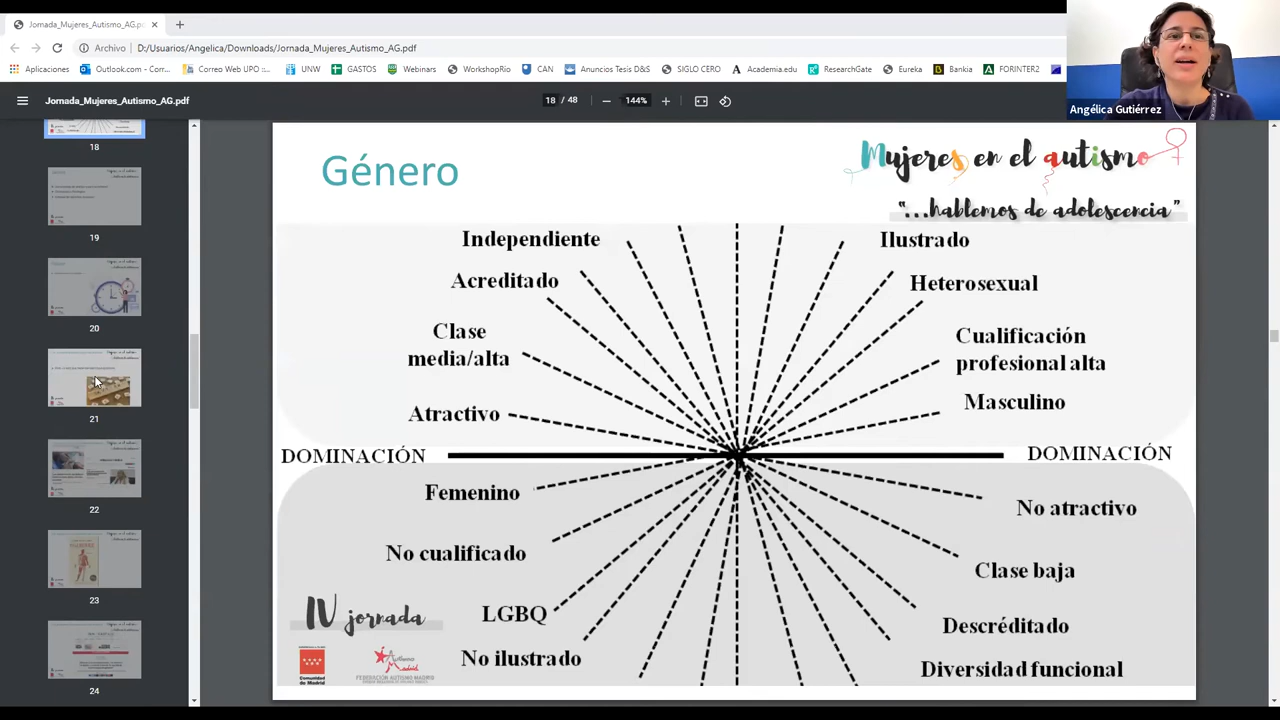 Jornada_Mujeres_Autismo_AG.pdf
Archivo D:/Usuarios/Angelica/Downloads/Jornada_Mujeres_Autismo_AG.pdf
Aplicaciones Outlook.com - Corr... Correo Web UPO ::... UNW GASTOS Webinars WorkshopRío CAN Anuncios Tesis D&S SIGLO CERO Academia.edu ResearchGate Eureka Bankia FORINTER2
Jornada_Mujeres_Autismo_AG.pdf 18 / 48 144%
Angélica Gutiérrez
18
19
20
21
22
23
24
Género
Mujeres en el autismo
"...hablemos de adolescencia"
Independiente
Ilustrado
Acreditado
Heterosexual
Clase
media/alta
Cualificación
profesional alta
Atractivo
Masculino
DOMINACIÓN
DOMINACIÓN
Femenino
No atractivo
No cualificado
Clase baja
LGBQ
Descréditado
No ilustrado
Diversidad funcional
IV jornada
Comunidad
de Madrid
Autismo
Madrid
FEDERACIÓN AUTISMO MADRID